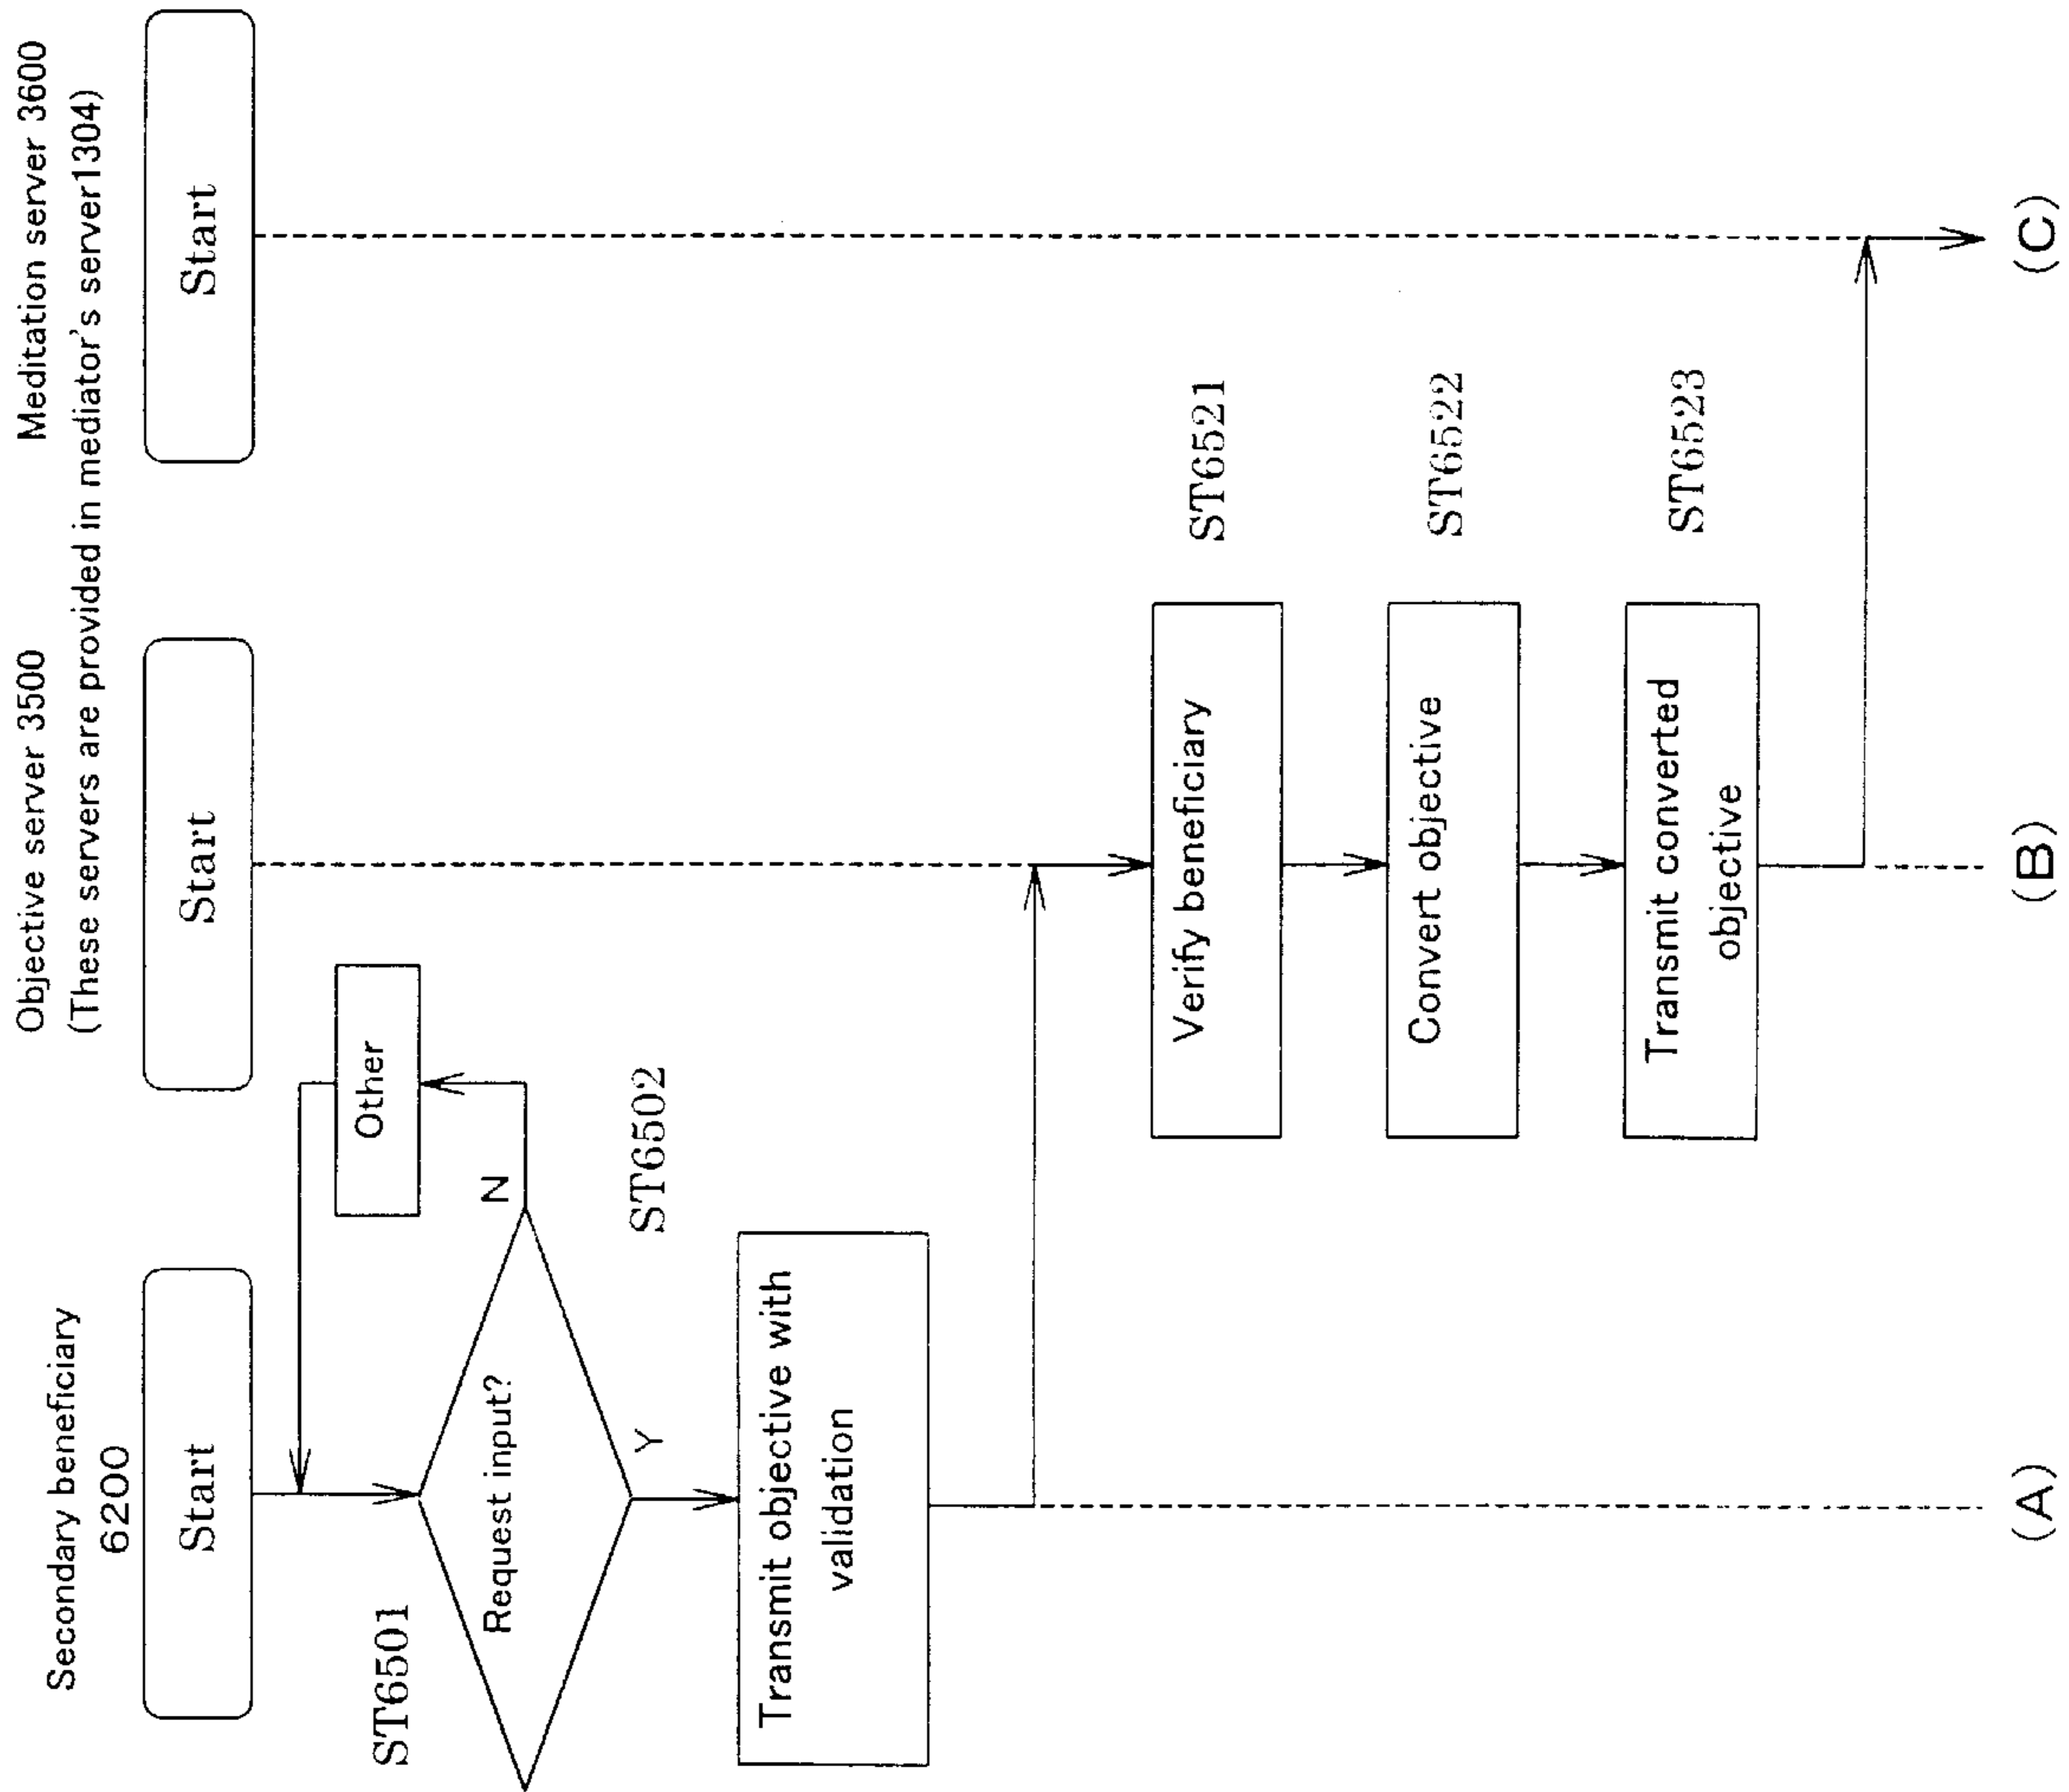 Secondary beneficiary
6200
Objective server 3500
Meditation server 3600
(These servers are provided in mediator's server1304)
Start
Start
Start
Other
ST6501
Request input?
N
Y
ST6502
Transmit objective with
validation
Verify beneficiary
ST6521
Convert objective
ST6522
Transmit converted
objective
ST6523
(A)
(B)
(C)